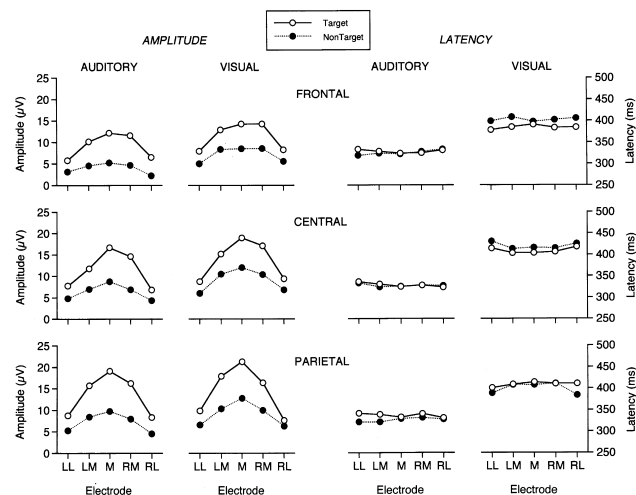 Target
NonTarget
AMPLITUDE
LATENCY
AUDITORY
VISUAL
AUDITORY
VISUAL
FRONTAL
Amplitude (µV)
25
20
15
10
5
0
500
450
400
350
300
250
Latency (ms)
CENTRAL
Amplitude (µV)
25
20
15
10
5
0
500
450
400
350
300
250
Latency (ms)
PARIETAL
Amplitude (µV)
25
20
15
10
5
0
500
450
400
350
300
250
Latency (ms)
LL LM M RM RL
LL LM M RM RL
LL LM M RM RL
LL LM M RM RL
Electrode
Electrode
Electrode
Electrode